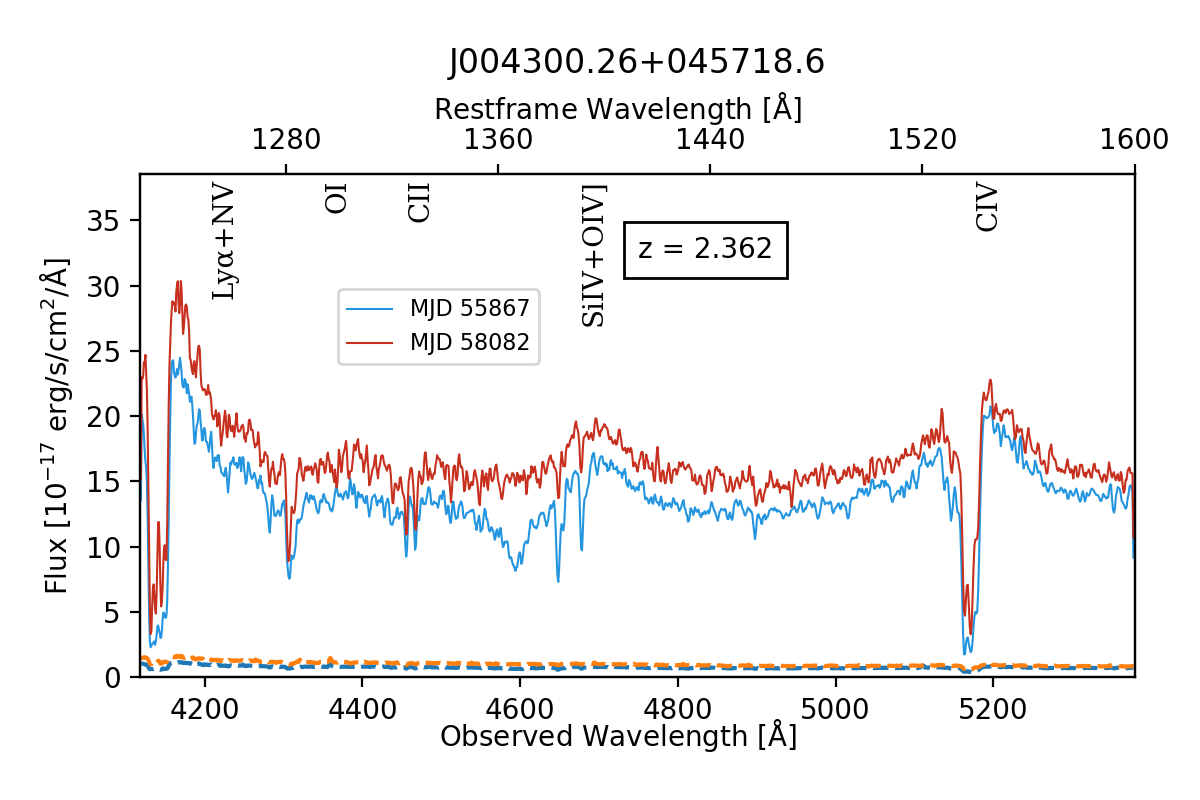 J004300.26+045718.6
Restframe Wavelength [Å]
1280 1360 1440 1520 1600
Lyα+NV
OI
CII
SiIV+OIV]
CIV
z = 2.362
MJD 55867
MJD 58082
Flux [10⁻¹⁷ erg/s/cm²/Å]
35
30
25
20
15
10
5
0
4200 4400 4600 4800 5000 5200
Observed Wavelength [Å]